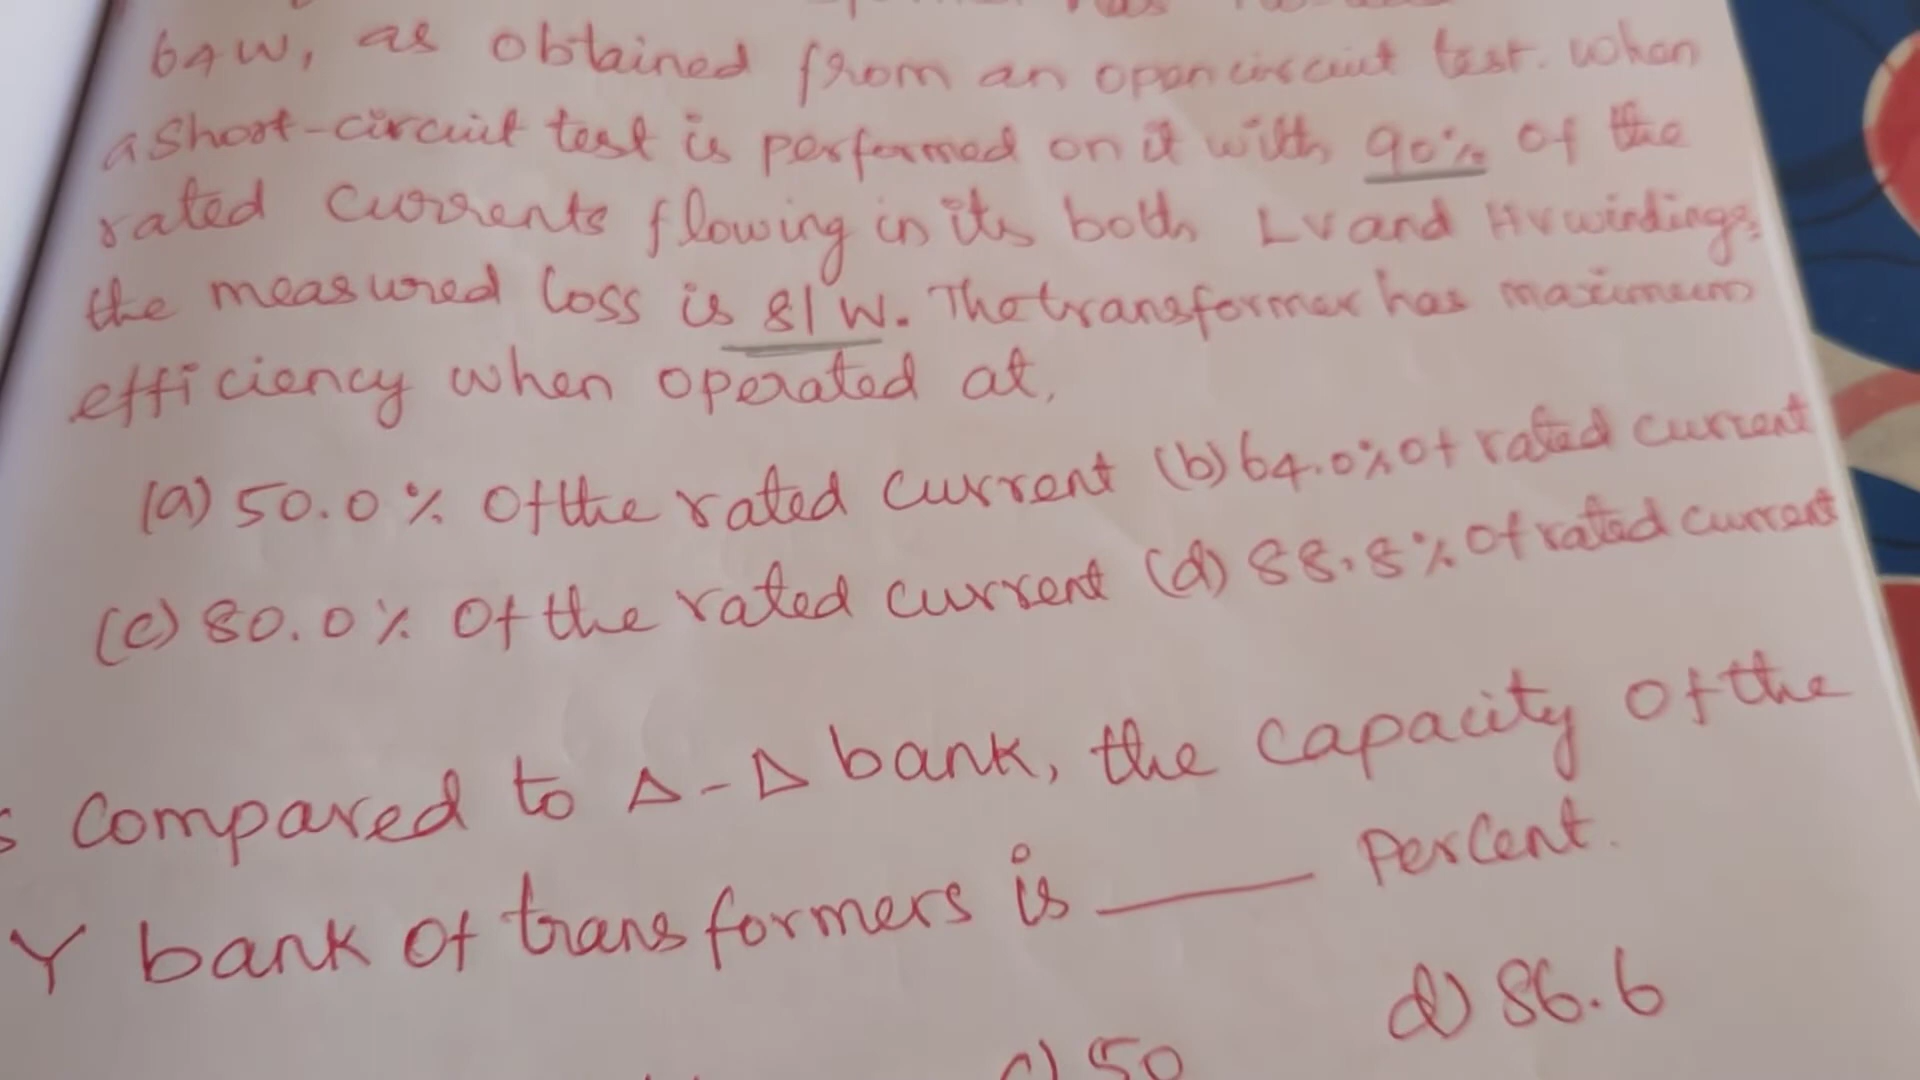 64W, as obtained from an opencircuit test. when
a short-circuit test is performed on it with 90% of the
rated currents flowing in its both LV and HV windings,
the measured loss is 81 W. The transformer has maximum
efficiency when operated at,
(a) 50.0% Of the rated current (b) 64.0% Of rated current
(c) 80.0% Of the rated current (d) 88.8% Of rated current
s Compared to Δ-Δ bank, the Capacity Of the
Y bank Of transformers is ____ Percent.
c) 50 d) 86.6